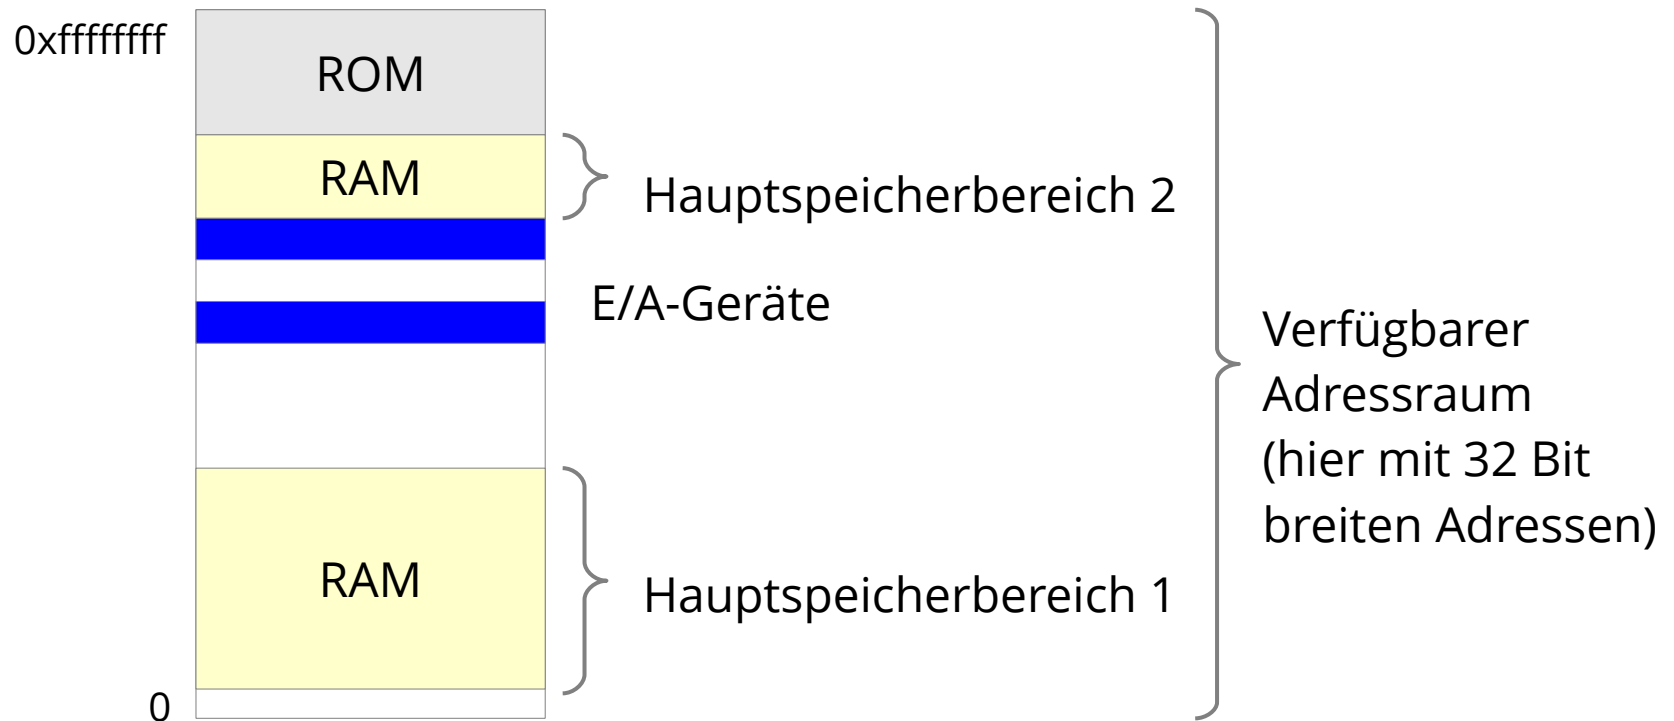 0xffffffff
ROM
RAM
Hauptspeicherbereich 2
E/A-Geräte
Verfügbarer
Adressraum
(hier mit 32 Bit
breiten Adressen)
RAM
Hauptspeicherbereich 1
0